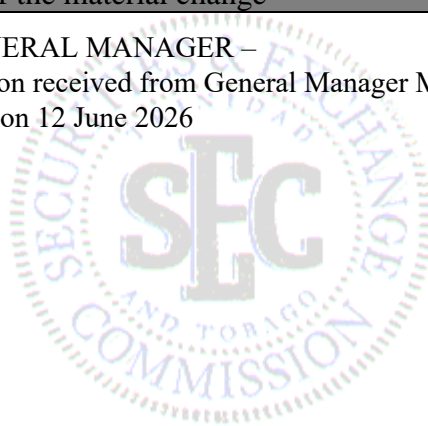 the material change
ERAL MANAGER –
on received from General Manager M
on 12 June 2026
SECURITIES & EXCHANGE
TRINIDAD
SEC
AND TOBAGO
COMMISSION